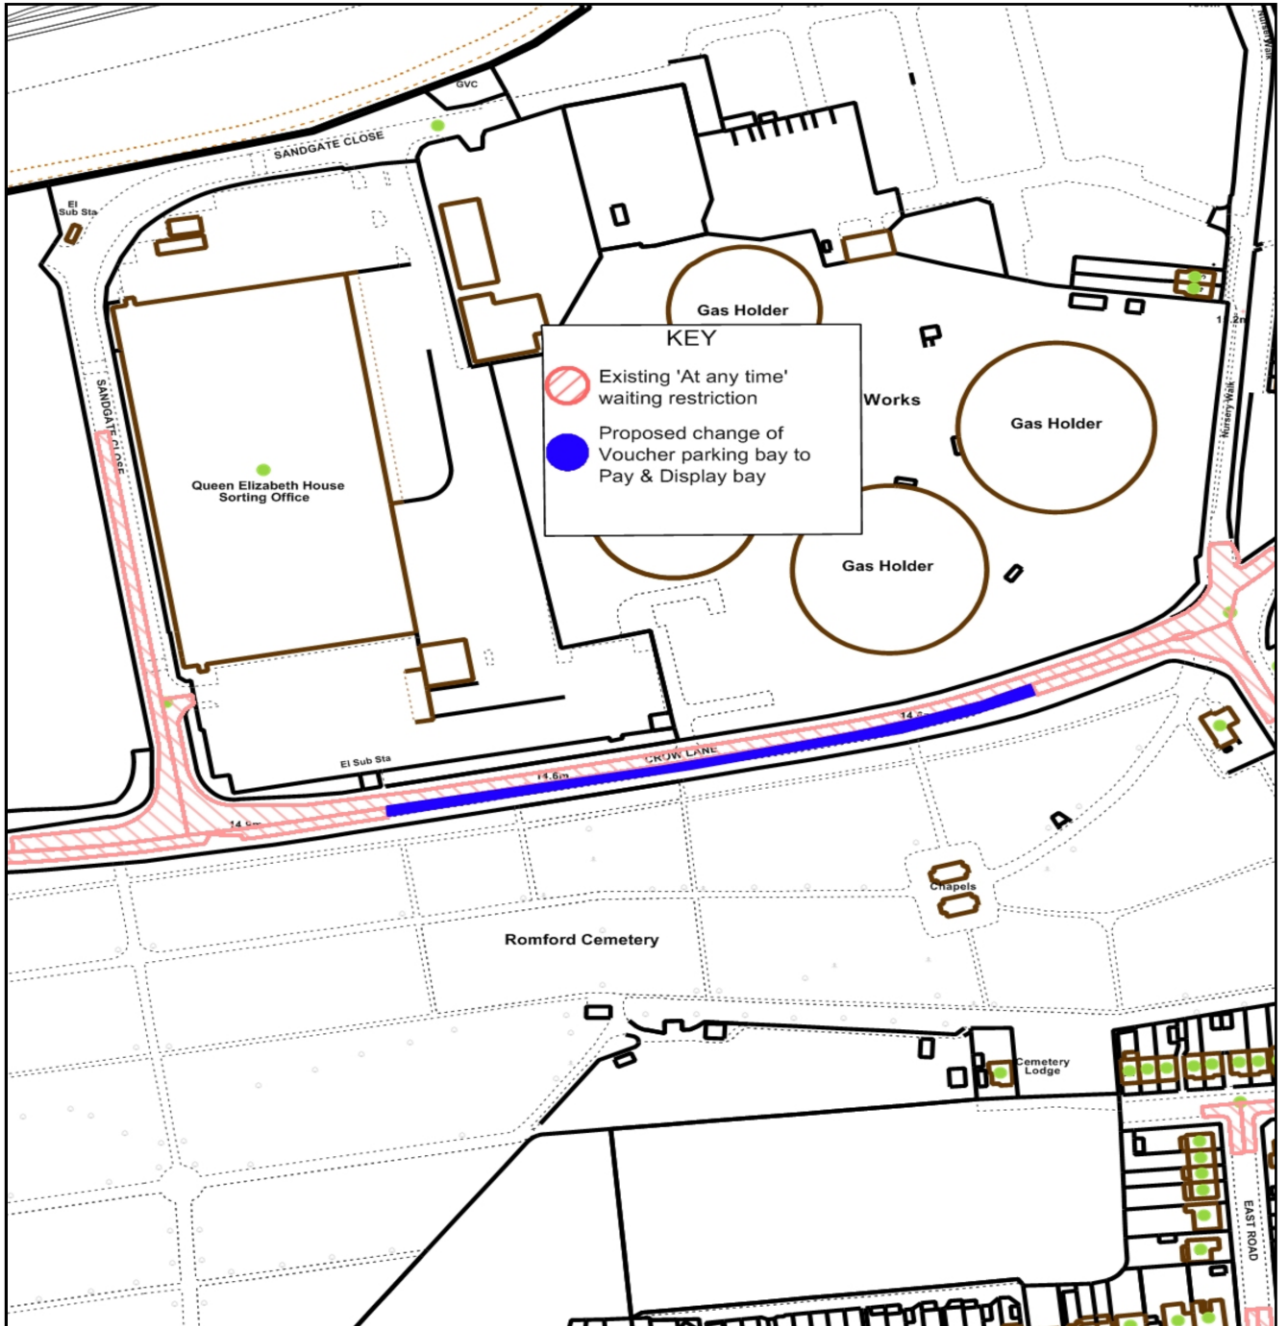 Nursery Walk
GVC
SANDGATE CLOSE
El
Sub Sta
Gas Holder
KEY
Existing 'At any time'
waiting restriction
Proposed change of
Voucher parking bay to
Pay & Display bay
Works
Gas Holder
Nursery Walk
SANDGATE CLOSE
Queen Elizabeth House
Sorting Office
Gas Holder
El Sub Sta
CROW LANE
14.6m
Chapels
Romford Cemetery
Cemetery
Lodge
EAST ROAD